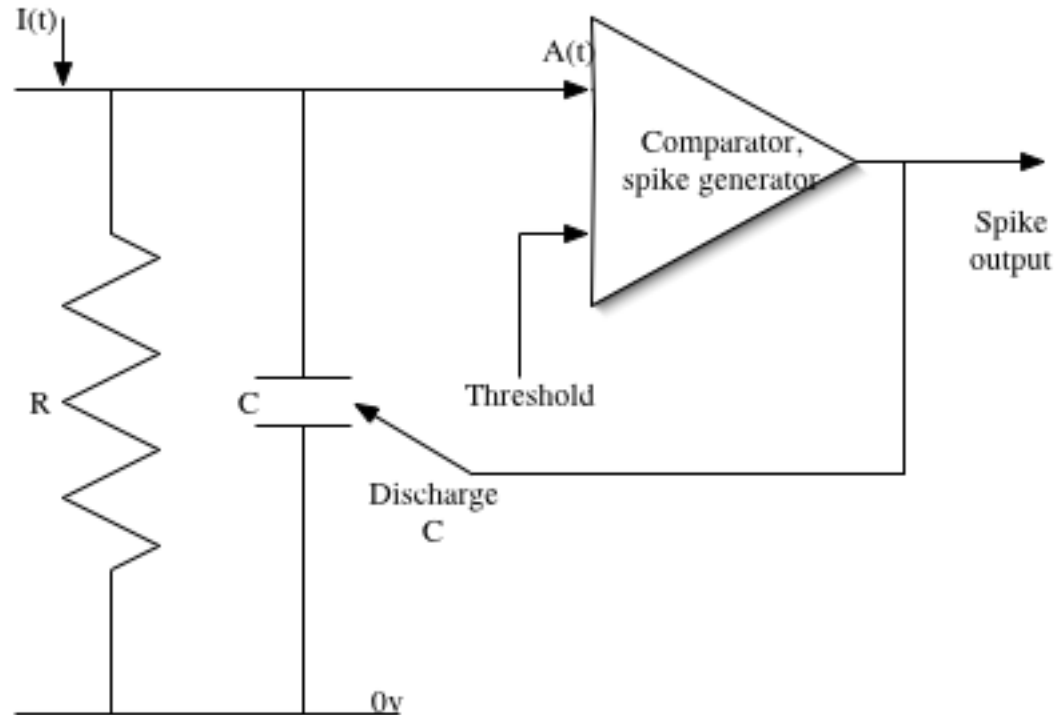 I(t)
A(t)
Comparator,
spike generator
Spike
output
R
C
Threshold
Discharge
C
0v